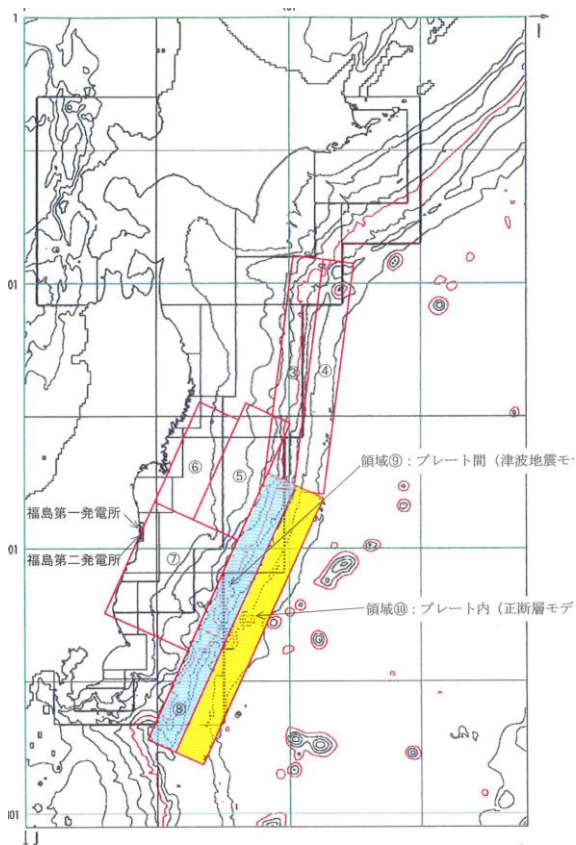 1
01
③
④
領域⑨：プレート間（津波地震モ
⑥
⑤
福島第一発電所
01
福島第二発電所
⑦
領域⑩：プレート内（正断層モデ
⑧
001